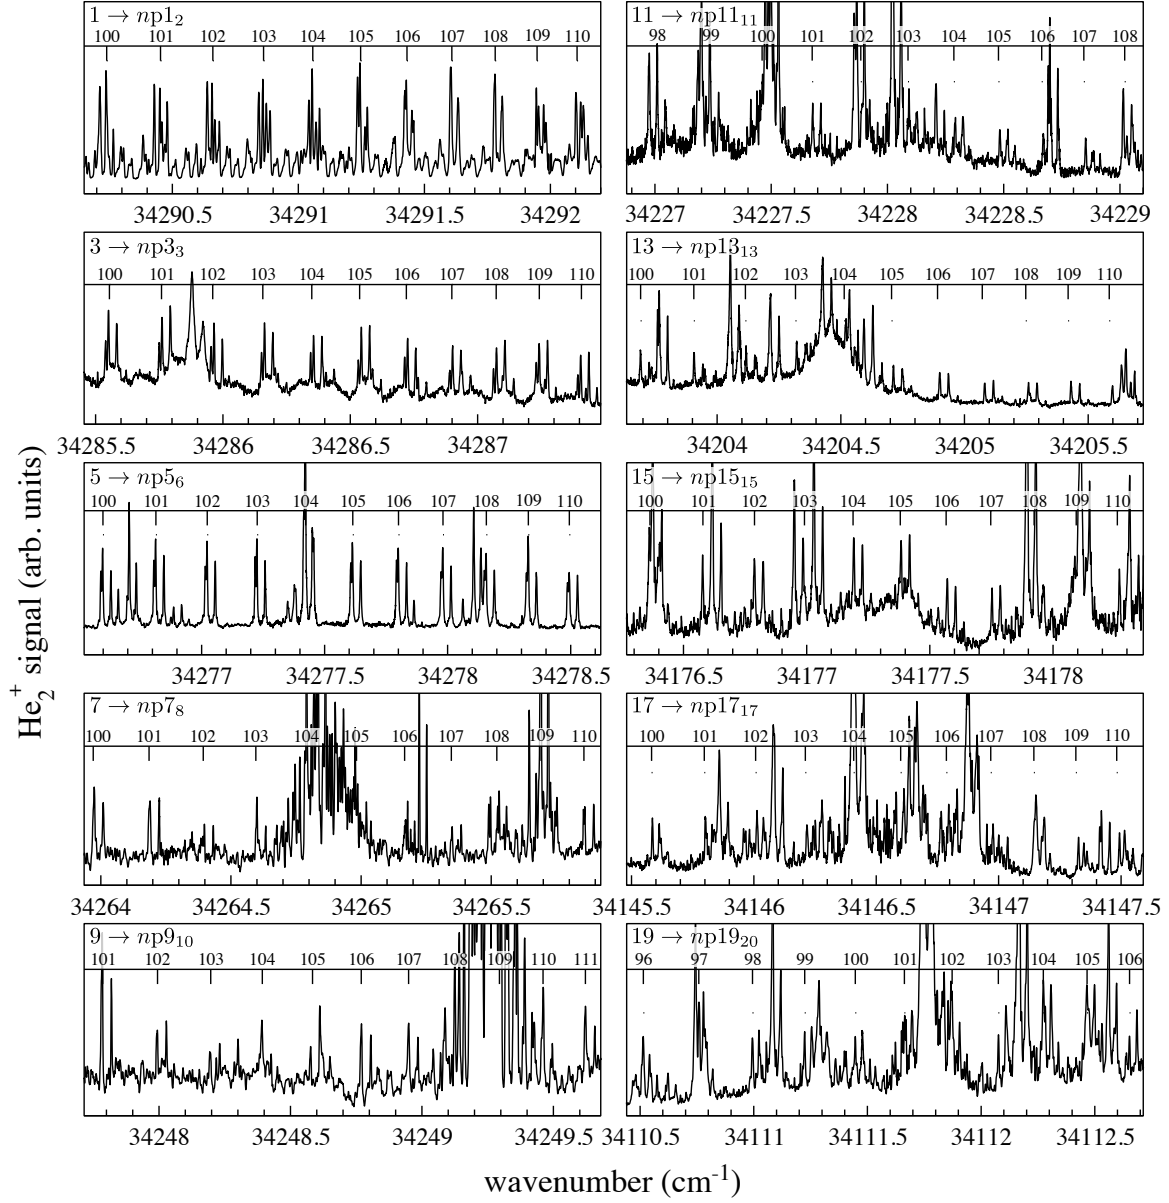 1 → np1₂
100 101 102 103 104 105 106 107 108 109 110
34290.5 34291 34291.5 34292
11 → np11₁₁
98 99 100 101 102 103 104 105 106 107 108
34227 34227.5 34228 34228.5 34229
3 → np3₃
100 101 102 103 104 105 106 107 108 109 110
34285.5 34286 34286.5 34287
13 → np13₁₃
100 101 102 103 104 105 106 107 108 109 110
34204 34204.5 34205 34205.5
5 → np5₆
100 101 102 103 104 105 106 107 108 109 110
34277 34277.5 34278 34278.5
15 → np15₁₅
100 101 102 103 104 105 106 107 108 109 110
34176.5 34177 34177.5 34178
7 → np7₈
100 101 102 103 104 105 106 107 108 109 110
34264 34264.5 34265 34265.5
17 → np17₁₇
100 101 102 103 104 105 106 107 108 109 110
34145.5 34146 34146.5 34147 34147.5
9 → np9₁₀
101 102 103 104 105 106 107 108 109 110 111
34248 34248.5 34249 34249.5
19 → np19₂₀
96 97 98 99 100 101 102 103 104 105 106
34110.5 34111 34111.5 34112 34112.5
He₂⁺ signal (arb. units)
wavenumber (cm⁻¹)